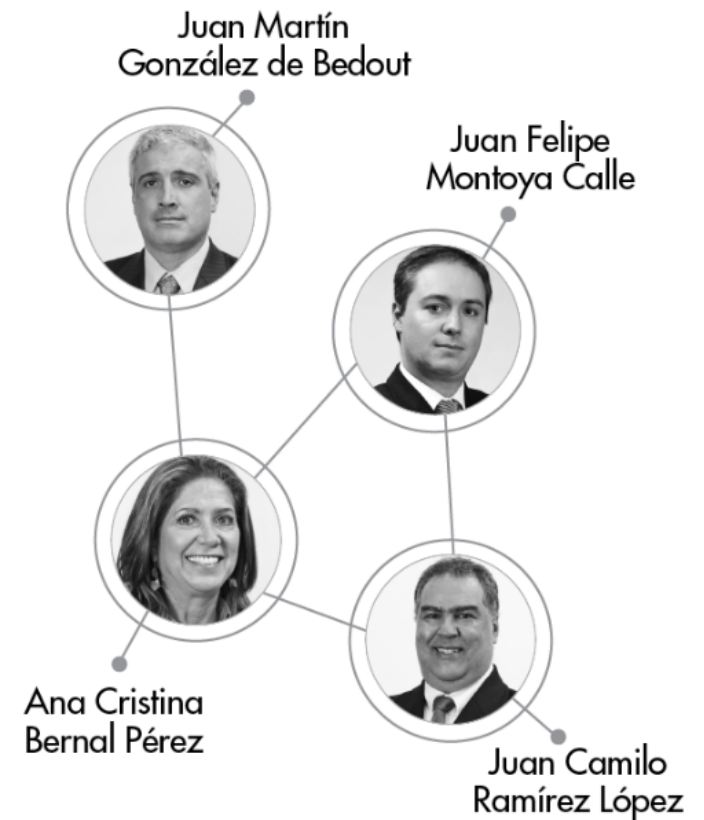 Juan Martín
González de Bedout
Juan Felipe
Montoya Calle
Ana Cristina
Bernal Pérez
Juan Camilo
Ramírez López